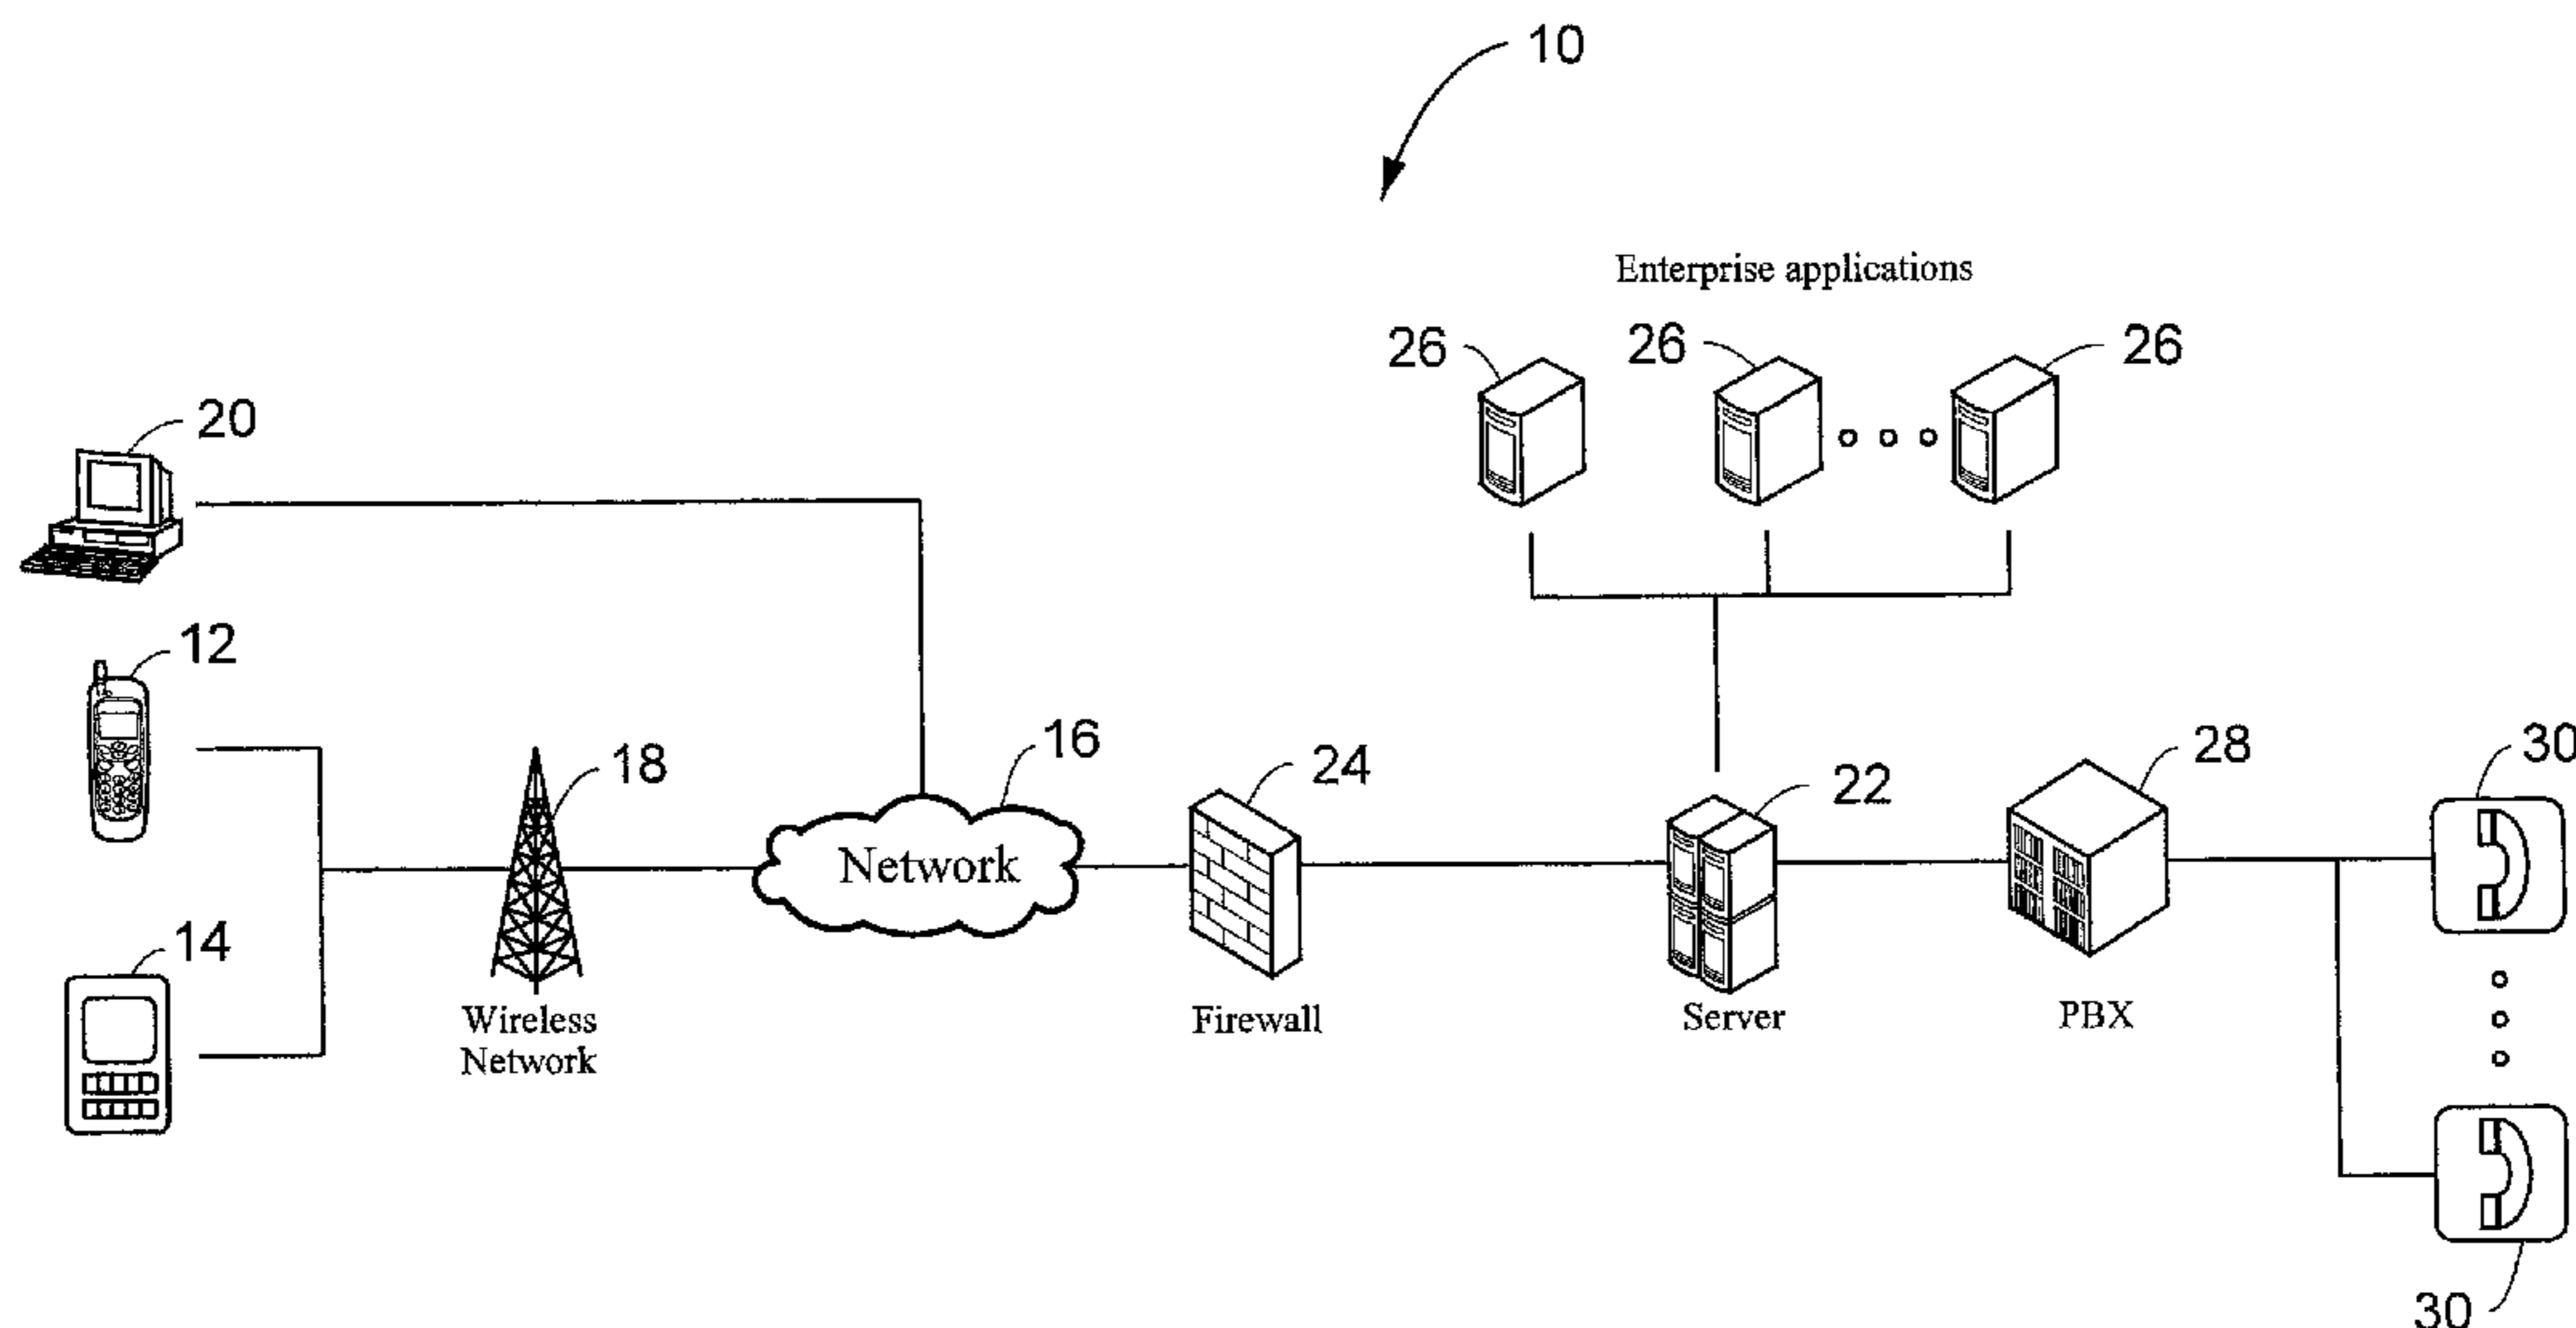 10
Enterprise applications
26
26
26
20
12
16
18
24
22
28
30
Network
14
Wireless
Network
Firewall
Server
PBX
30